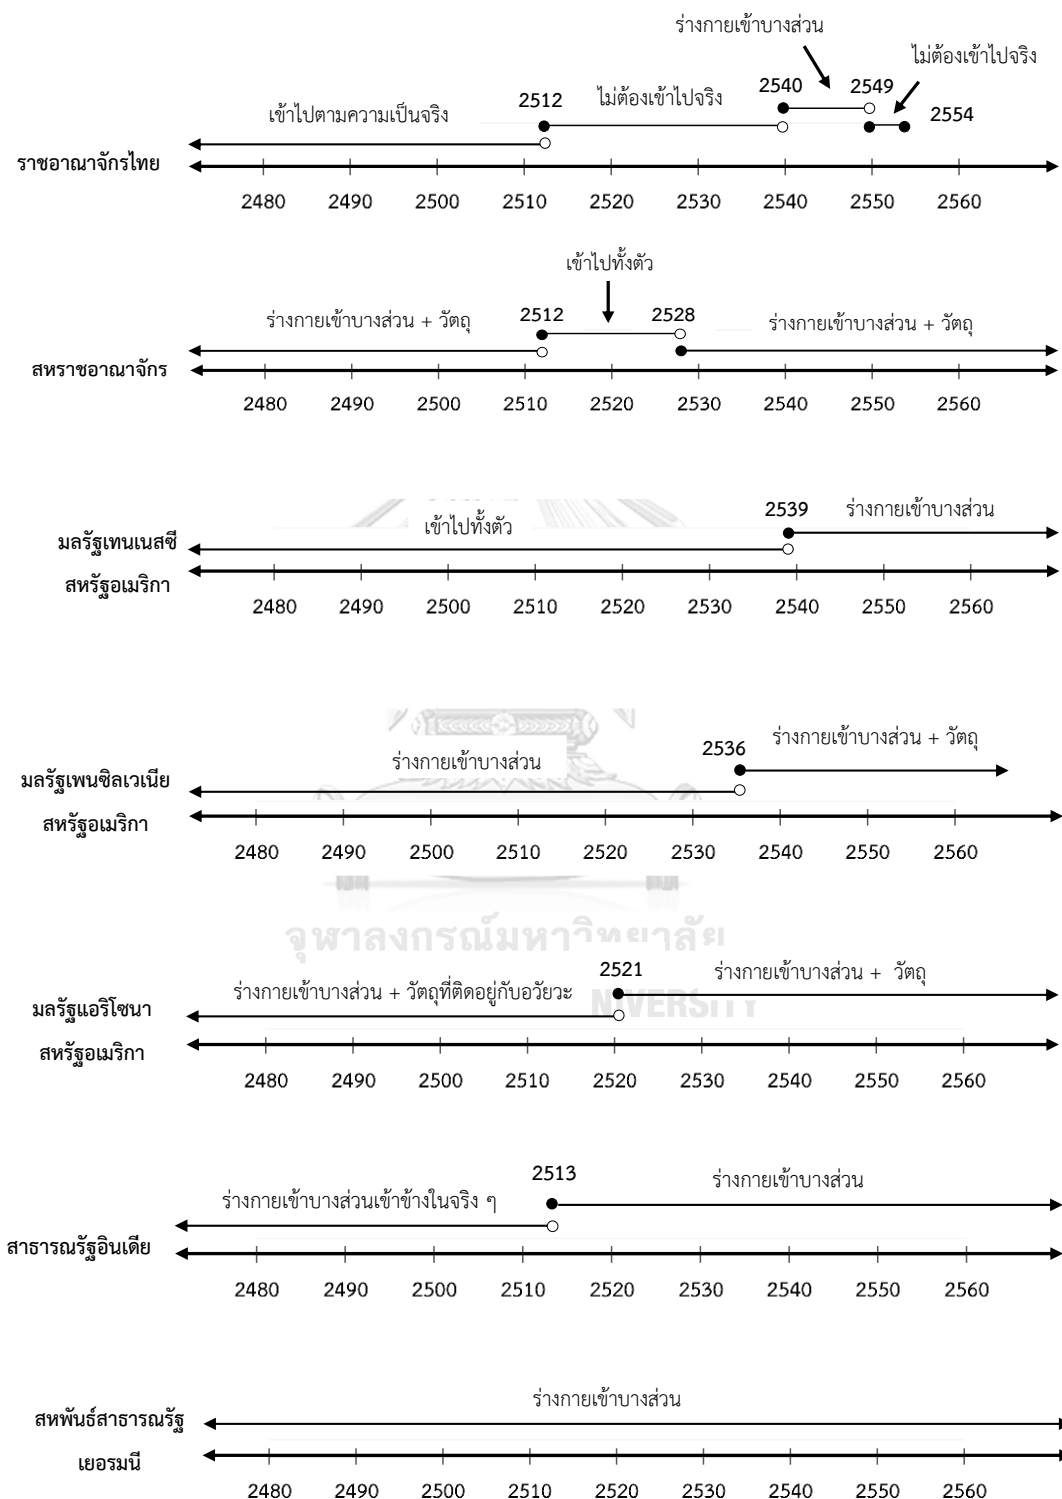 ร่างกายเข้าบางส่วน
ไม่ต้องเข้าไปจริง
เข้าไปตามความเป็นจริง 2512 ไม่ต้องเข้าไปจริง 2540 2549 2554
ราชอาณาจักรไทย
2480 2490 2500 2510 2520 2530 2540 2550 2560
เข้าไปทั้งตัว
ร่างกายเข้าบางส่วน + วัตถุ 2512 2528 ร่างกายเข้าบางส่วน + วัตถุ
สหราชอาณาจักร
2480 2490 2500 2510 2520 2530 2540 2550 2560
เข้าไปทั้งตัว 2539 ร่างกายเข้าบางส่วน
มลรัฐเทนเนสซี
สหรัฐอเมริกา
2480 2490 2500 2510 2520 2530 2540 2550 2560
ร่างกายเข้าบางส่วน 2536 ร่างกายเข้าบางส่วน + วัตถุ
มลรัฐเพนซิลเวเนีย
สหรัฐอเมริกา
2480 2490 2500 2510 2520 2530 2540 2550 2560
จุฬาลงกรณ์มหาวิทยาลัย
ร่างกายเข้าบางส่วน + วัตถุที่ติดอยู่กับอวัยวะ 2521 ร่างกายเข้าบางส่วน + วัตถุ
มลรัฐแอริโซนา
สหรัฐอเมริกา
2480 2490 2500 2510 2520 2530 2540 2550 2560
ร่างกายเข้าบางส่วนเข้าข้างในจริง ๆ 2513 ร่างกายเข้าบางส่วน
สาธารณรัฐอินเดีย
2480 2490 2500 2510 2520 2530 2540 2550 2560
ร่างกายเข้าบางส่วน
สหพันธ์สาธารณรัฐ
เยอรมนี
2480 2490 2500 2510 2520 2530 2540 2550 2560